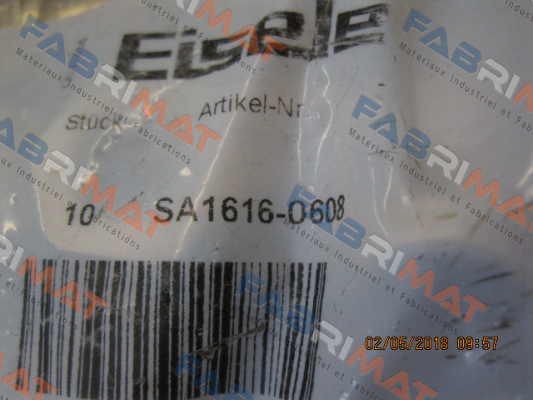 Eisele
Stück
Artikel-Nr
10
SA1616-0608
02/05/2018 09:57
FABRIMAT
Materiaux Industriel et Fabrications